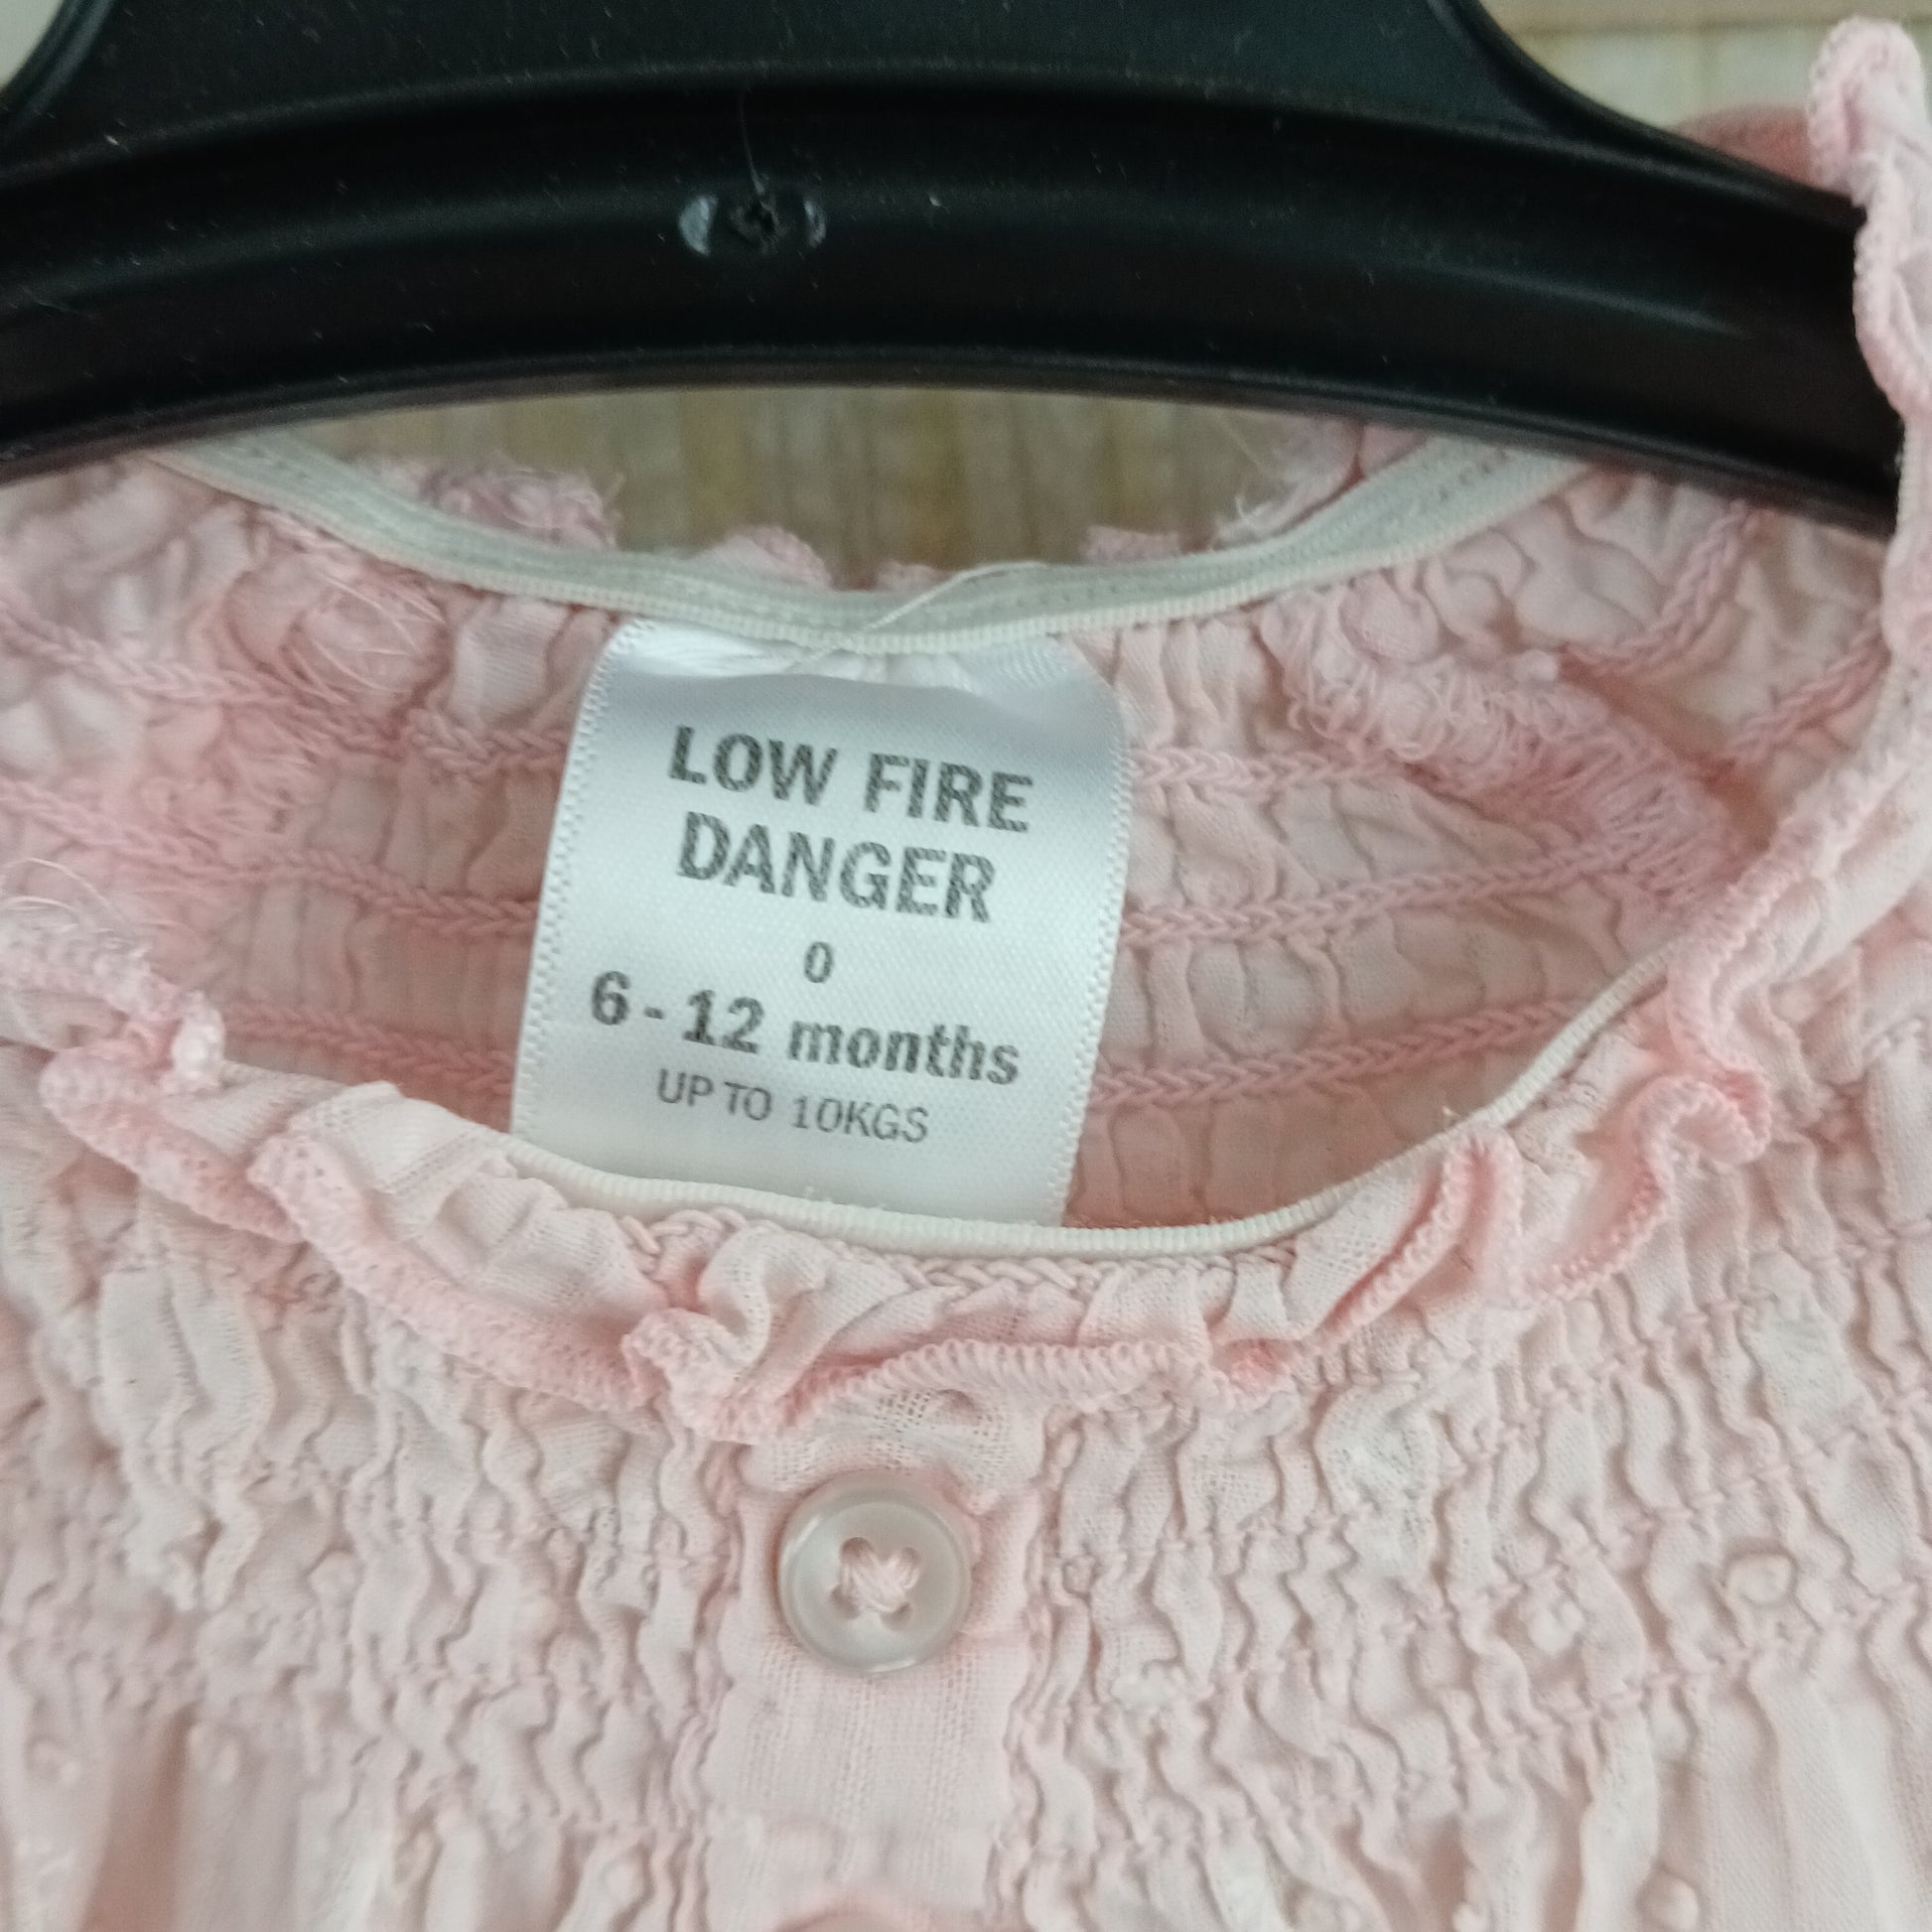 LOW FIRE
DANGER
0
6-12 months
UP TO 10KGS